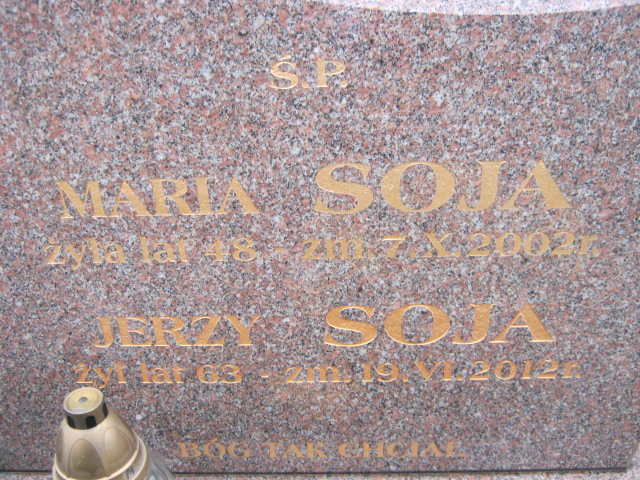 Ś.P.
MARIA SOJA
żyła lat 48 - zm. 7.X.2002r.
JERZY SOJA
żył lat 63 - zm. 19.VI.2012r.
BÓG TAK CHCIAŁ